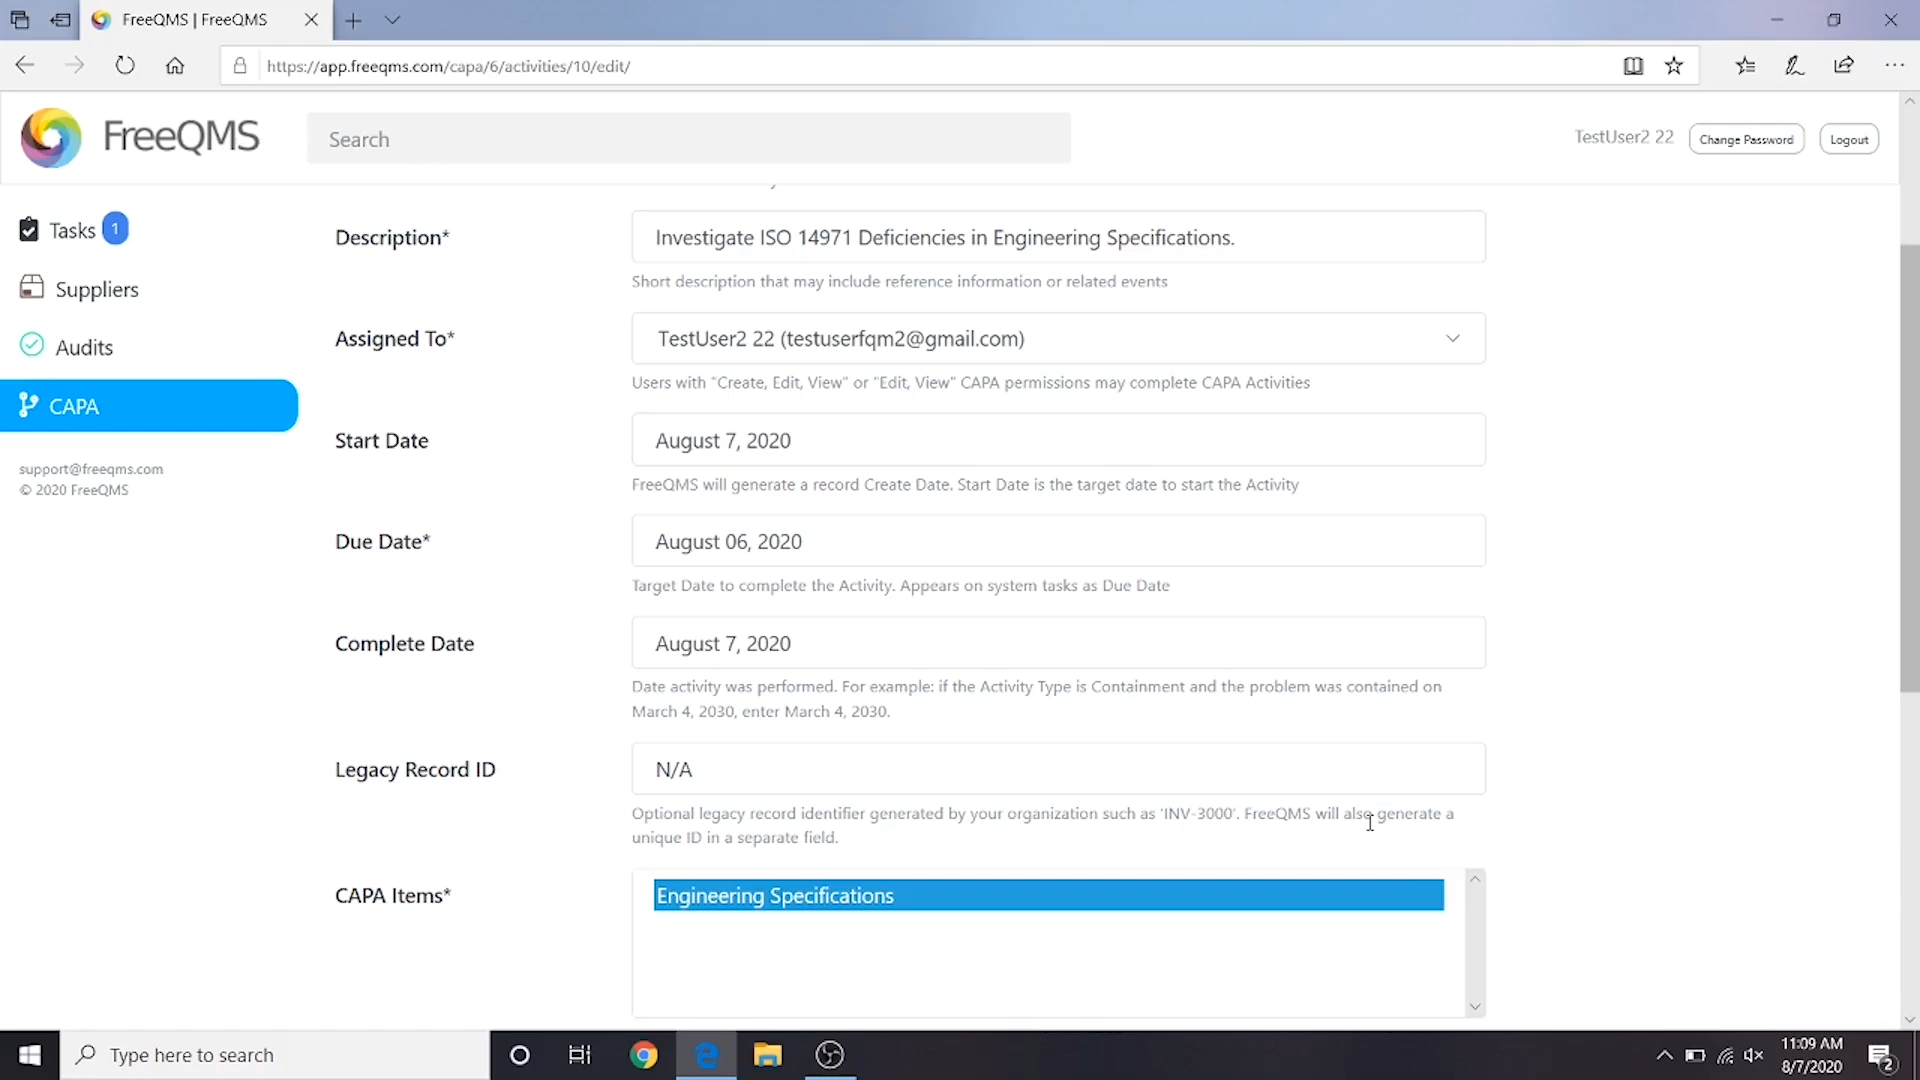 FreeQMS | FreeQMS
https://app.freeqms.com/capa/6/activities/10/edit/
FreeQMS
Search
TestUser2 22
Change Password
Logout
Tasks 1
Suppliers
Audits
CAPA
support@freeqms.com
© 2020 FreeQMS
Description*
Investigate ISO 14971 Deficiencies in Engineering Specifications.
Short description that may include reference information or related events
Assigned To*
TestUser2 22 (testuserfqm2@gmail.com)
Users with "Create, Edit, View" or "Edit, View" CAPA permissions may complete CAPA Activities
Start Date
August 7, 2020
FreeQMS will generate a record Create Date. Start Date is the target date to start the Activity
Due Date*
August 06, 2020
Target Date to complete the Activity. Appears on system tasks as Due Date
Complete Date
August 7, 2020
Date activity was performed. For example: if the Activity Type is Containment and the problem was contained on
March 4, 2030, enter March 4, 2030.
Legacy Record ID
N/A
Optional legacy record identifier generated by your organization such as 'INV-3000'. FreeQMS will also generate a
unique ID in a separate field.
CAPA Items*
Engineering Specifications
Type here to search
11:09 AM
8/7/2020
2